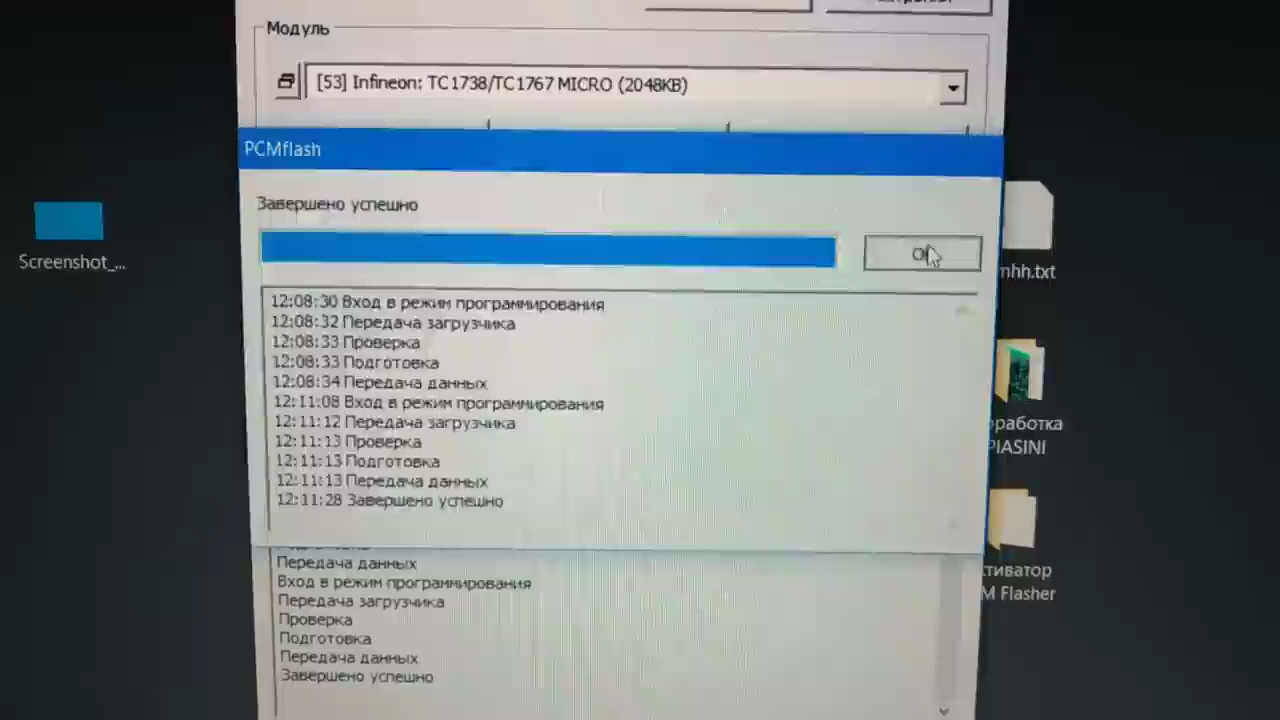 Модуль
[53] Infineon: TC1738/TC1767 MICRO (2048KB)
PCMflash
Завершено успешно
12:08:30 Вход в режим программирования
12:08:32 Передача загрузчика
12:08:33 Проверка
12:08:33 Подготовка
12:08:34 Передача данных
12:11:08 Вход в режим программирования
12:11:12 Передача загрузчика
12:11:13 Проверка
12:11:13 Подготовка
12:11:13 Передача данных
12:11:28 Завершено успешно
Передача данных
Вход в режим программирования
Передача загрузчика
Проверка
Подготовка
Передача данных
Завершено успешно
Screenshot_...
mhh.txt
оработка
PIASINI
тиватор
M Flasher